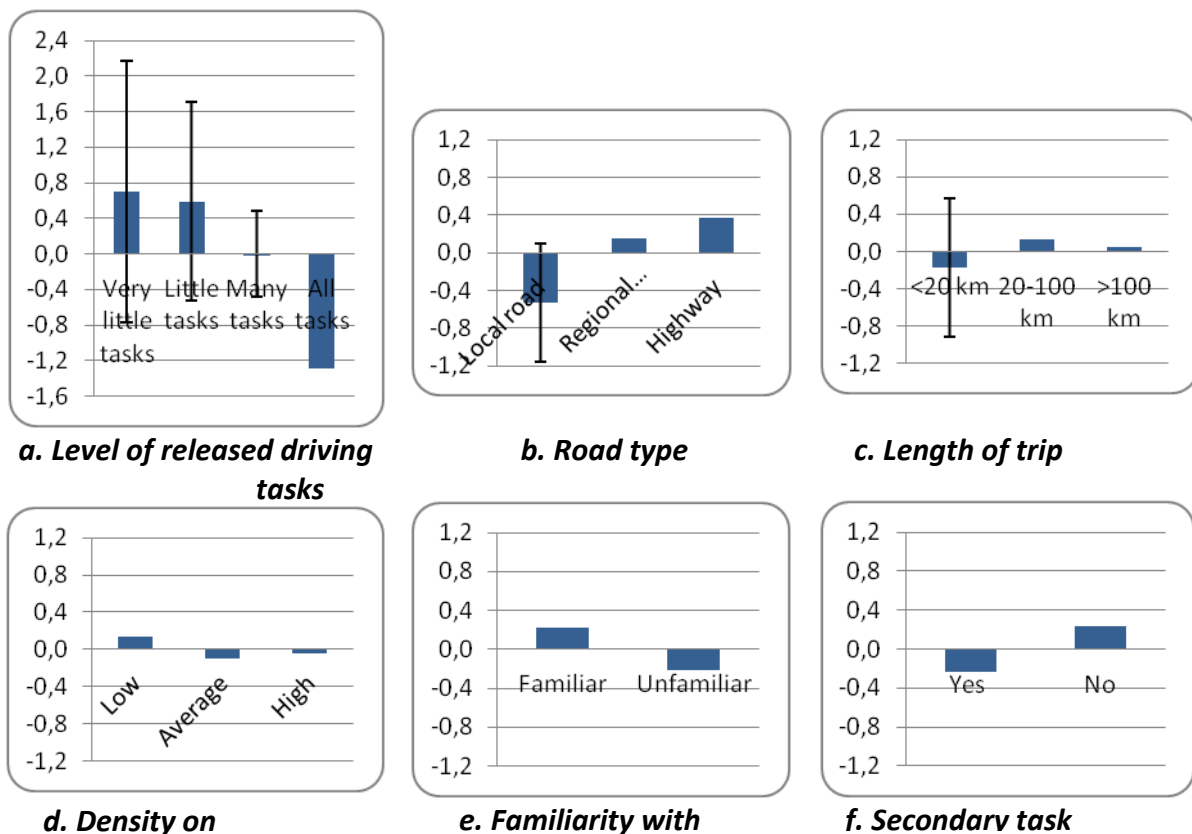 2,4
2,0
1,6
1,2
0,8
0,4
0,0
-0,4
-0,8
-1,2
-1,6
Very Little Many All
little tasks tasks tasks
tasks
a. Level of released driving
tasks
1,2
0,8
0,4
0,0
-0,4
-0,8
-1,2
Local road
Regional...
Highway
b. Road type
1,2
0,8
0,4
0,0
-0,4
-0,8
-1,2
<20 km 20-100 >100
km km
c. Length of trip
1,2
0,8
0,4
0,0
-0,4
-0,8
-1,2
Low
Average
High
d. Density on
1,2
0,8
0,4
0,0
-0,4
-0,8
-1,2
Familiar Unfamiliar
e. Familiarity with
1,2
0,8
0,4
0,0
-0,4
-0,8
-1,2
Yes No
f. Secondary task